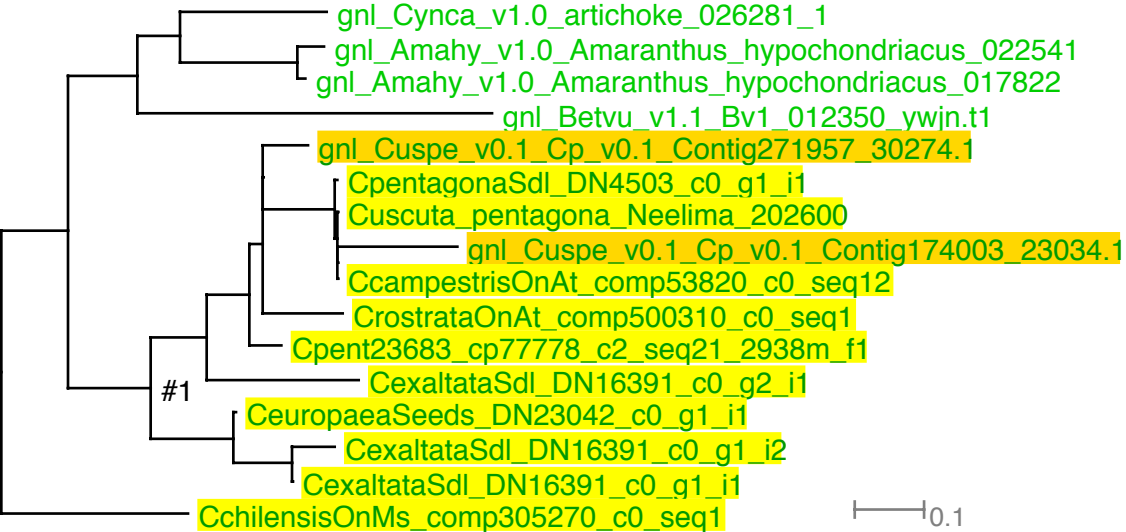 gnl_Cynca_v1.0_artichoke_026281_1
gnl_Amahy_v1.0_Amaranthus_hypochondriacus_022541
gnl_Amahy_v1.0_Amaranthus_hypochondriacus_017822
gnl_Betvu_v1.1_Bv1_012350_ywjn.t1
gnl_Cuspe_v0.1_Cp_v0.1_Contig271957_30274.1
CpentagonaSdl_DN4503_c0_g1_i1
Cuscuta_pentagona_Neelima_202600
gnl_Cuspe_v0.1_Cp_v0.1_Contig174003_23034.1
CcampestrisOnAt_comp53820_c0_seq12
CrostrataOnAt_comp500310_c0_seq1
Cpent23683_cp77778_c2_seq21_2938m_f1
CexaltataSdl_DN16391_c0_g2_i1
#1
CeuropaeaSeeds_DN23042_c0_g1_i1
CexaltataSdl_DN16391_c0_g1_i2
CexaltataSdl_DN16391_c0_g1_i1
CchilensisOnMs_comp305270_c0_seq1
0.1